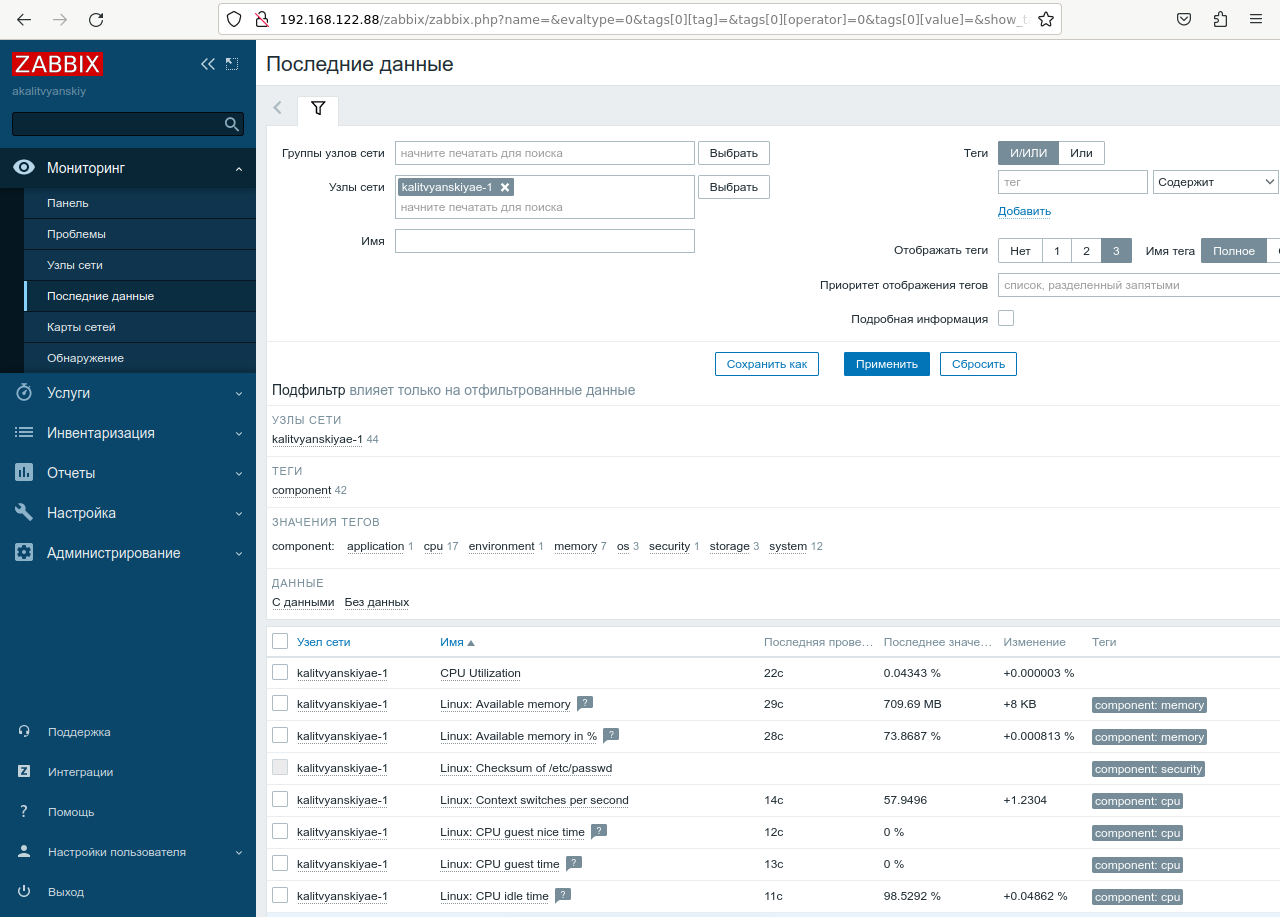 192.168.122.88/zabbix/zabbix.php?name=&evaltype=0&tags[0][tag]=&tags[0][operator]=0&tags[0][value]=&show_t
ZABBIX
akalitvyanskiy
Мониторинг
Панель
Проблемы
Узлы сети
Последние данные
Карты сетей
Обнаружение
Услуги
Инвентаризация
Отчеты
Настройка
Администрирование
Поддержка
Z Интеграции
? Помощь
Настройки пользователя
Выход
Последние данные
Группы узлов сети начните печатать для поиска Выбрать
Узлы сети kalitvyanskiyae-1 Выбрать
начните печатать для поиска
Имя
Теги И/ИЛИ Или
тег Содержит
Добавить
Отображать теги Нет 1 2 3 Имя тега Полное
Приоритет отображения тегов список, разделенный запятыми
Подробная информация
Сохранить как Применить Сбросить
Подфильтр влияет только на отфильтрованные данные
УЗЛЫ СЕТИ
kalitvyanskiyae-1 44
ТЕГИ
component 42
ЗНАЧЕНИЯ ТЕГОВ
component: application 1 cpu 17 environment 1 memory 7 os 3 security 1 storage 3 system 12
ДАННЫЕ
С данными Без данных
Узел сети Имя Последняя прове... Последнее значе... Изменение Теги
kalitvyanskiyae-1 CPU Utilization 22с 0.04343 % +0.000003 %
kalitvyanskiyae-1 Linux: Available memory ? 29с 709.69 MB +8 KB component: memory
kalitvyanskiyae-1 Linux: Available memory in % ? 28с 73.8687 % +0.000813 % component: memory
kalitvyanskiyae-1 Linux: Checksum of /etc/passwd component: security
kalitvyanskiyae-1 Linux: Context switches per second 14с 57.9496 +1.2304 component: cpu
kalitvyanskiyae-1 Linux: CPU guest nice time ? 12с 0 % component: cpu
kalitvyanskiyae-1 Linux: CPU guest time ? 13с 0 % component: cpu
kalitvyanskiyae-1 Linux: CPU idle time ? 11с 98.5292 % +0.04862 % component: cpu